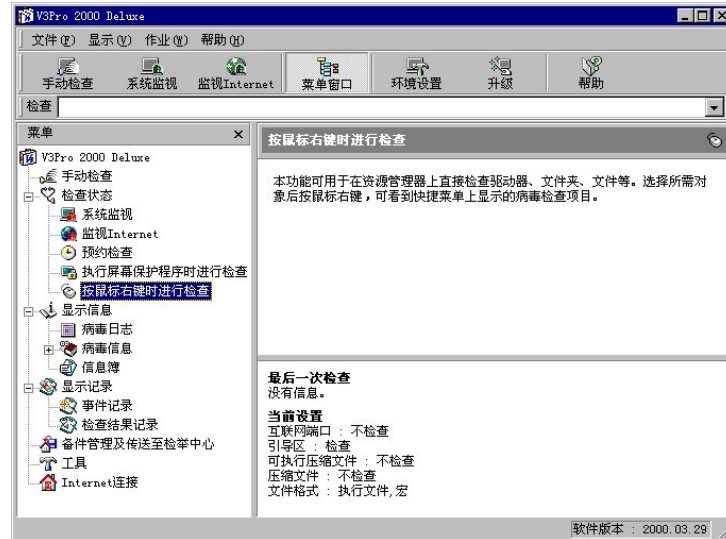 V3Pro 2000 Deluxe
文件(F) 显示(V) 作业(W) 帮助(H)
手动检查 系统监视 监视Internet 菜单窗口 环境设置 升级 帮助
检查
菜单
V3Pro 2000 Deluxe
手动检查
检查状态
系统监视
监视Internet
预约检查
执行屏幕保护程序时进行检查
按鼠标右键时进行检查
显示信息
病毒日志
病毒信息
信息簿
显示记录
事件记录
检查结果记录
备件管理及传送至检举中心
工具
Internet连接
按鼠标右键时进行检查
本功能可用于在资源管理器上直接检查驱动器、文件夹、文件等。选择所需对
象后按鼠标右键，可看到快捷菜单上显示的病毒检查项目。
最后一次检查
没有信息。
当前设置
互联网端口 : 不检查
引导区 : 检查
可执行压缩文件 : 不检查
压缩文件 : 不检查
文件格式 : 执行文件,宏
软件版本 : 2000.03.29